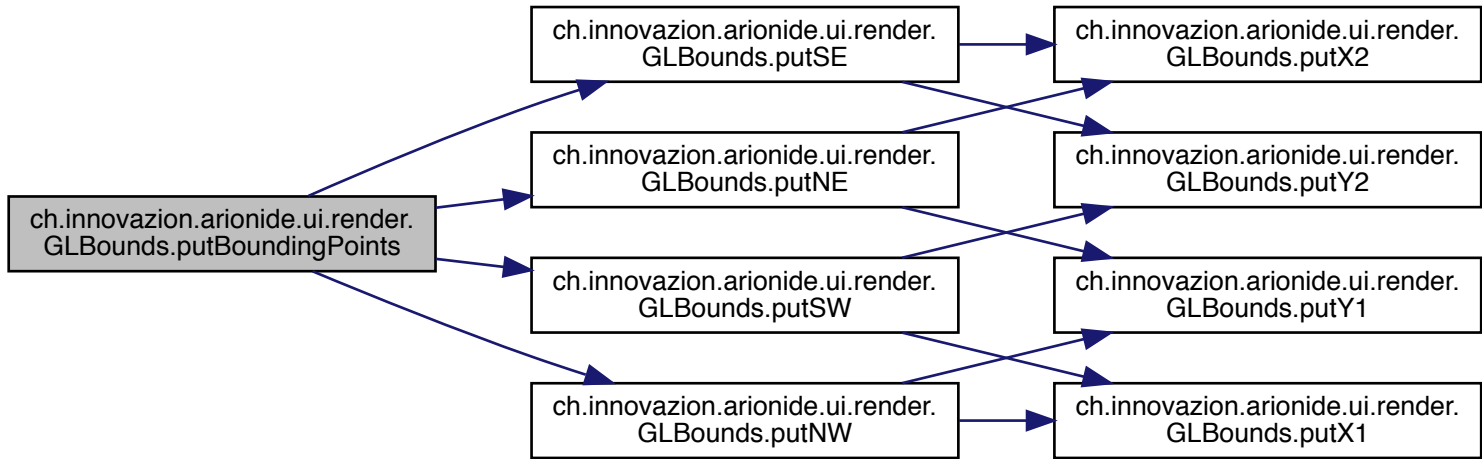 ch.innovazion.arionide.ui.render.
GLBounds.putBoundingPoints
ch.innovazion.arionide.ui.render.
GLBounds.putSE
ch.innovazion.arionide.ui.render.
GLBounds.putNE
ch.innovazion.arionide.ui.render.
GLBounds.putSW
ch.innovazion.arionide.ui.render.
GLBounds.putNW
ch.innovazion.arionide.ui.render.
GLBounds.putX2
ch.innovazion.arionide.ui.render.
GLBounds.putY2
ch.innovazion.arionide.ui.render.
GLBounds.putY1
ch.innovazion.arionide.ui.render.
GLBounds.putX1